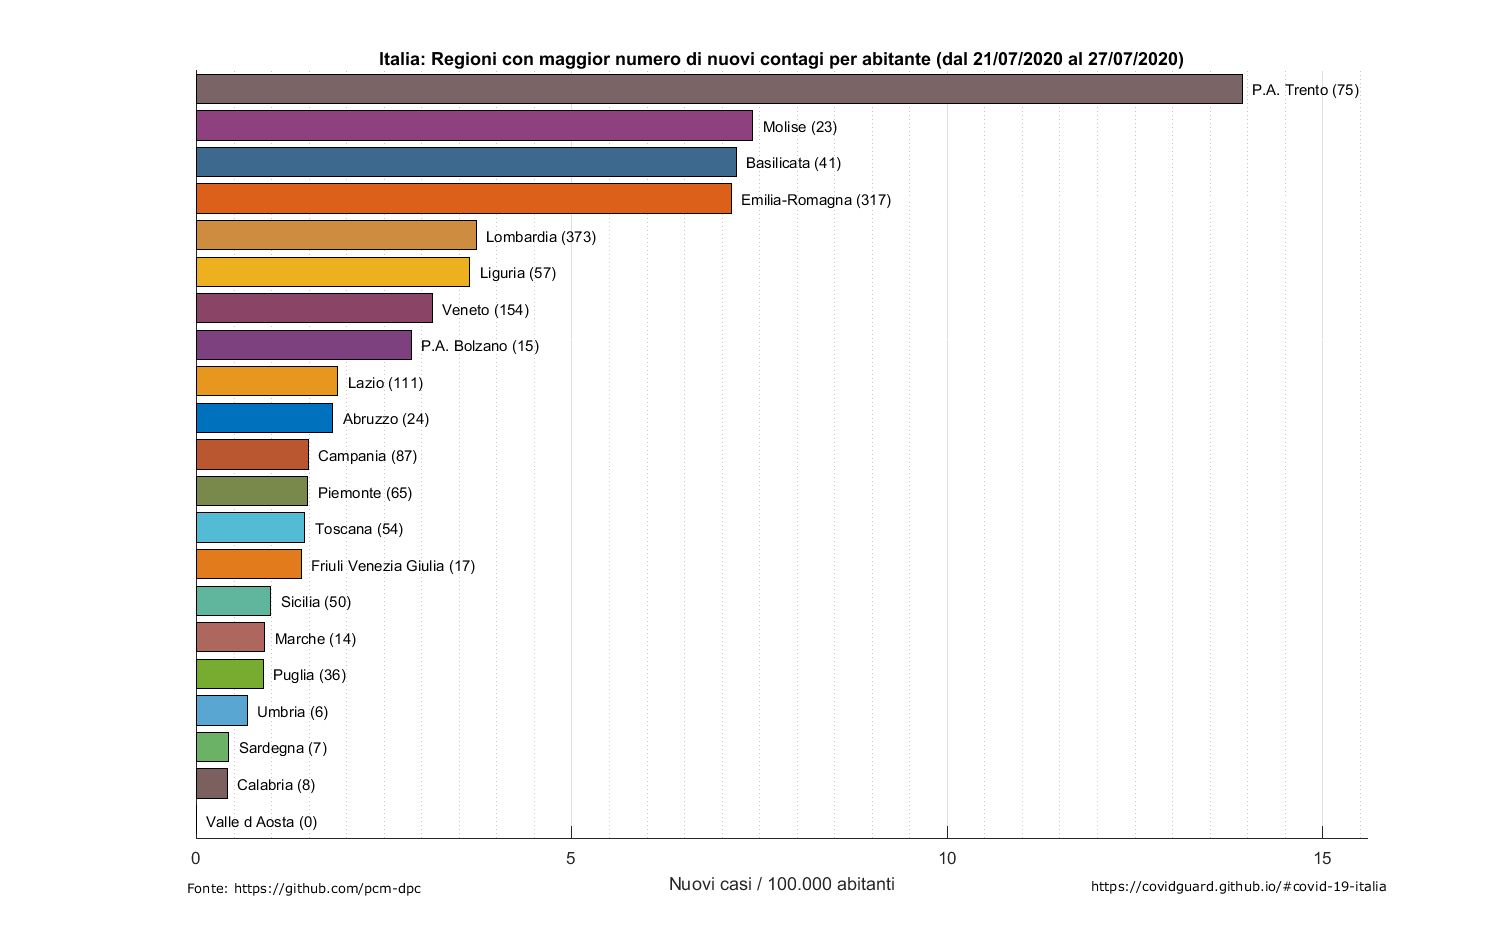 Italia: Regioni con maggior numero di nuovi contagi per abitante (dal 21/07/2020 al 27/07/2020)
P.A. Trento (75)
Molise (23)
Basilicata (41)
Emilia-Romagna (317)
Lombardia (373)
Liguria (57)
Veneto (154)
P.A. Bolzano (15)
Lazio (111)
Abruzzo (24)
Campania (87)
Piemonte (65)
Toscana (54)
Friuli Venezia Giulia (17)
Sicilia (50)
Marche (14)
Puglia (36)
Umbria (6)
Sardegna (7)
Calabria (8)
Valle d Aosta (0)
0 5 10 15
Nuovi casi / 100.000 abitanti
Fonte: https://github.com/pcm-dpc
https://covidguard.github.io/#covid-19-italia